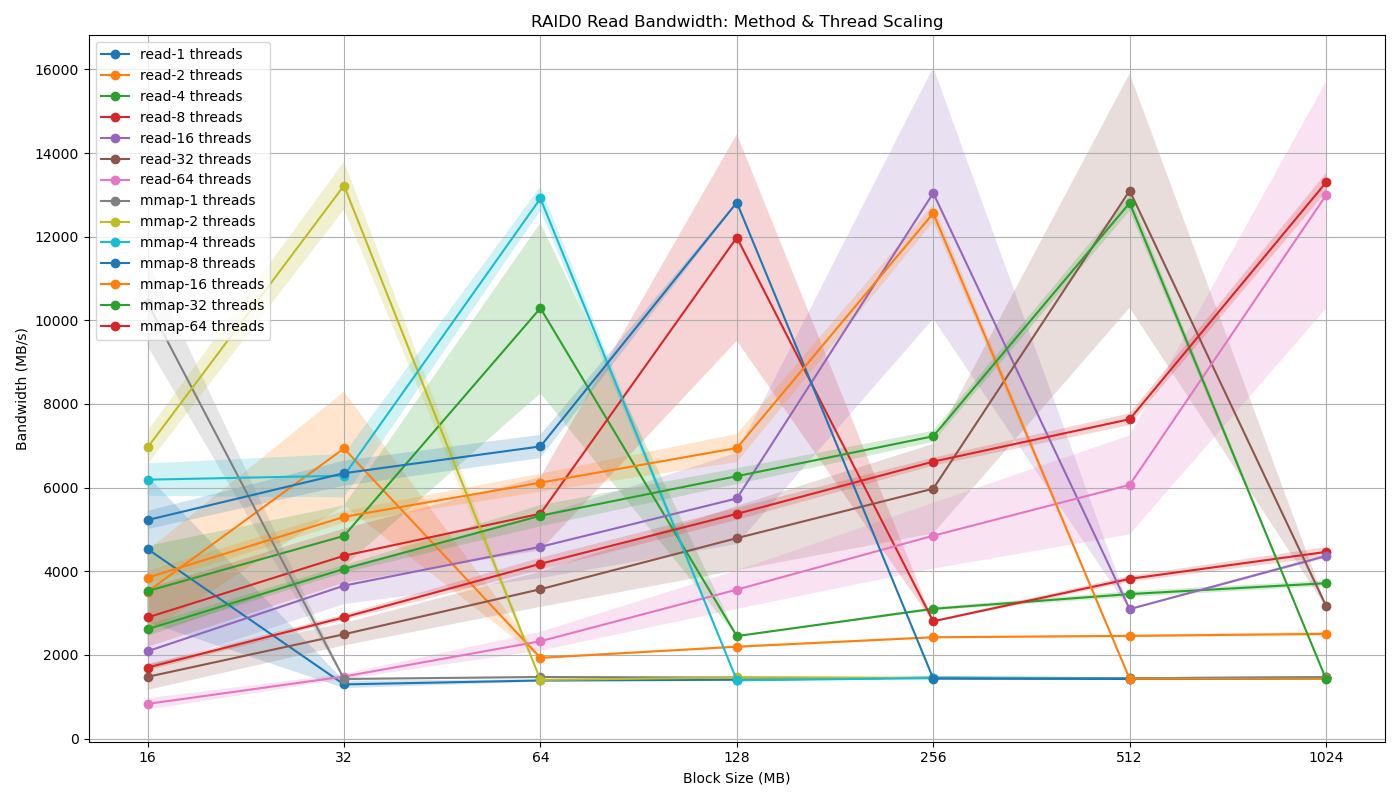 RAID0 Read Bandwidth: Method & Thread Scaling
read-1 threads
read-2 threads
read-4 threads
read-8 threads
read-16 threads
read-32 threads
read-64 threads
mmap-1 threads
mmap-2 threads
mmap-4 threads
mmap-8 threads
mmap-16 threads
mmap-32 threads
mmap-64 threads
Bandwidth (MB/s)
16000
14000
12000
10000
8000
6000
4000
2000
0
16 32 64 128 256 512 1024
Block Size (MB)